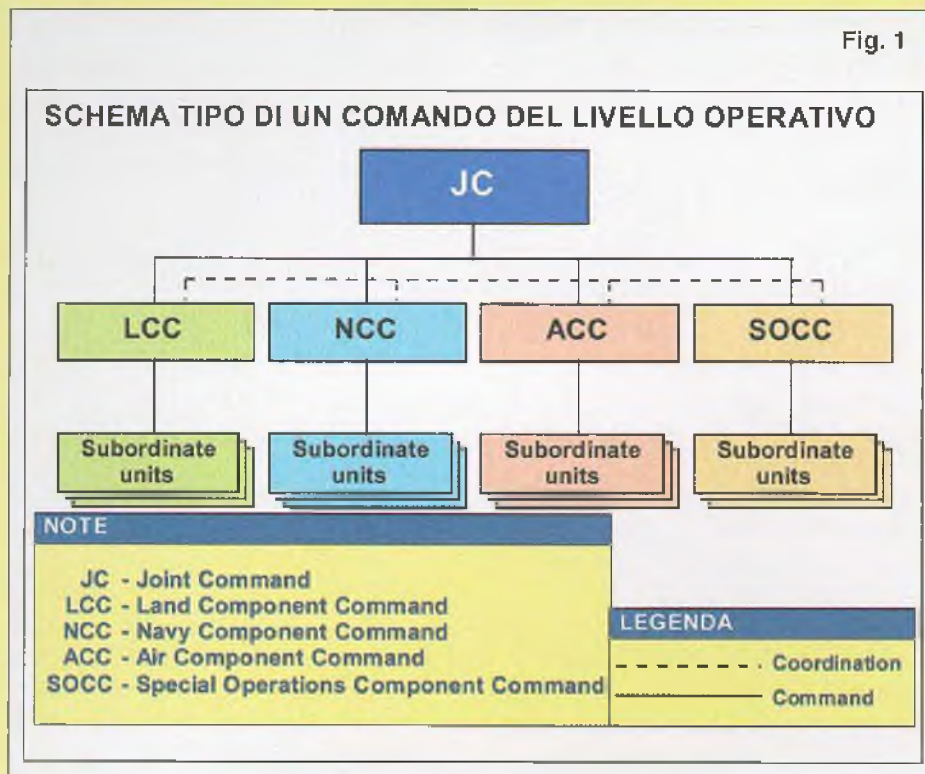 Fig. 1
SCHEMA TIPO DI UN COMANDO DEL LIVELLO OPERATIVO
JC
LCC
NCC
ACC
SOCC
Subordinate
units
Subordinate
units
Subordinate
units
Subordinate
units
NOTE
JC - Joint Command
LCC - Land Component Command
NCC - Navy Component Command
ACC - Air Component Command
SOCC - Special Operations Component Command
LEGENDA
Coordination
Command